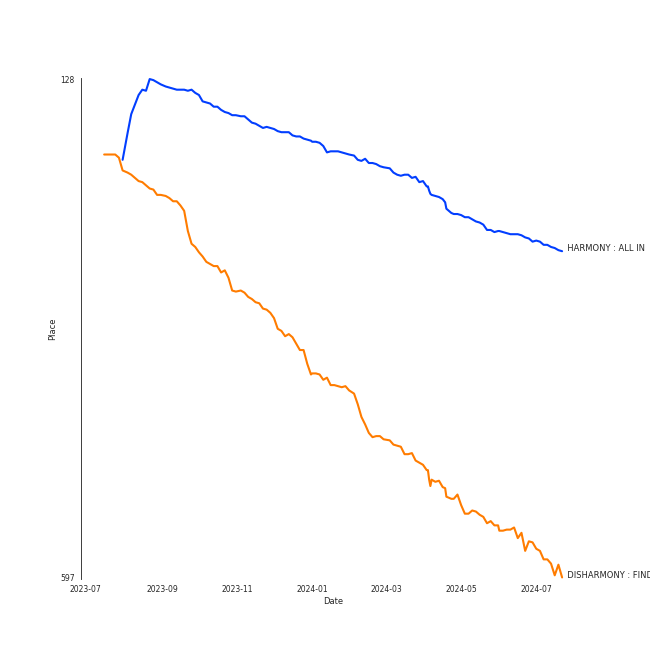 128
HARMONY : ALL IN
Place
597
DISHARMONY : FIND
2023-07 2023-09 2023-11 2024-01 2024-03 2024-05 2024-07
Date